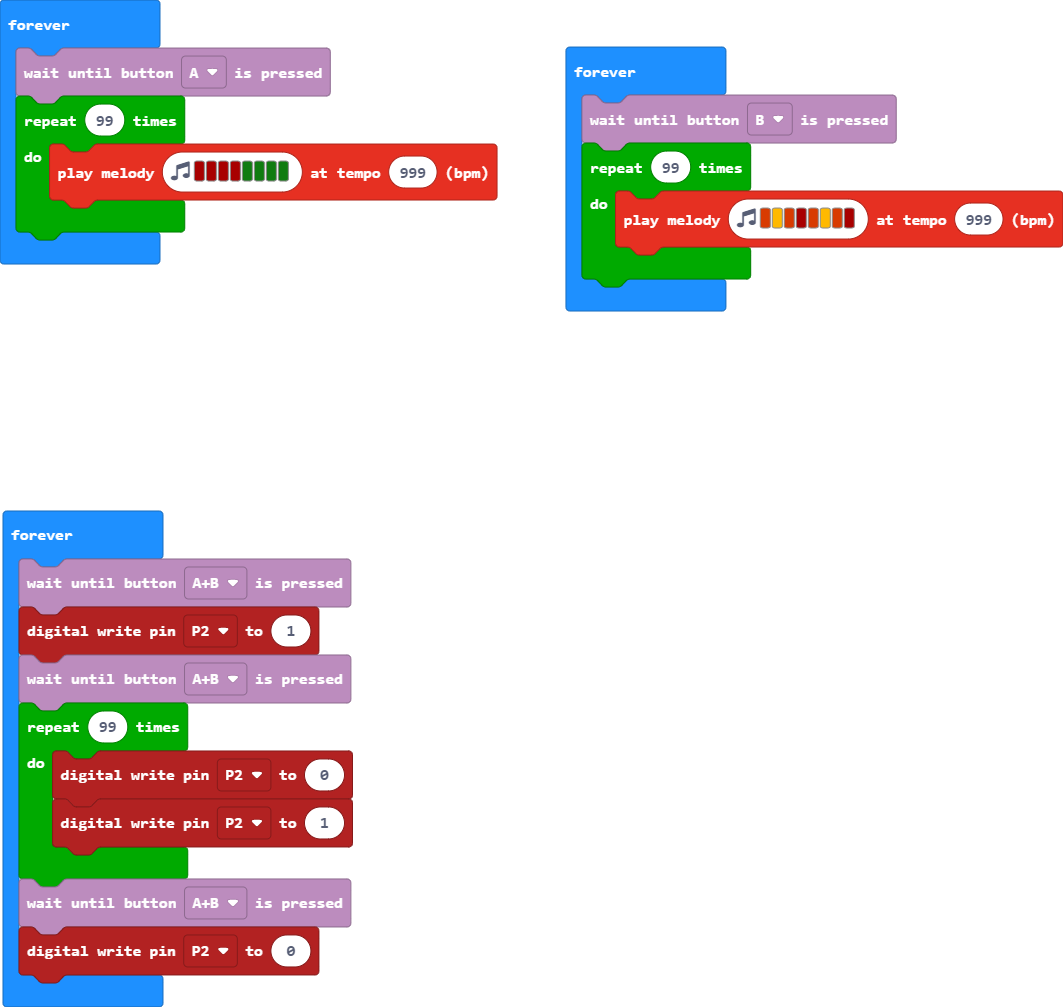 forever
wait until button A is pressed
repeat 99 times
do
play melody at tempo 999 (bpm)
forever
wait until button B is pressed
repeat 99 times
do
play melody at tempo 999 (bpm)
forever
wait until button A+B is pressed
digital write pin P2 to 1
wait until button A+B is pressed
repeat 99 times
do
digital write pin P2 to 0
digital write pin P2 to 1
wait until button A+B is pressed
digital write pin P2 to 0